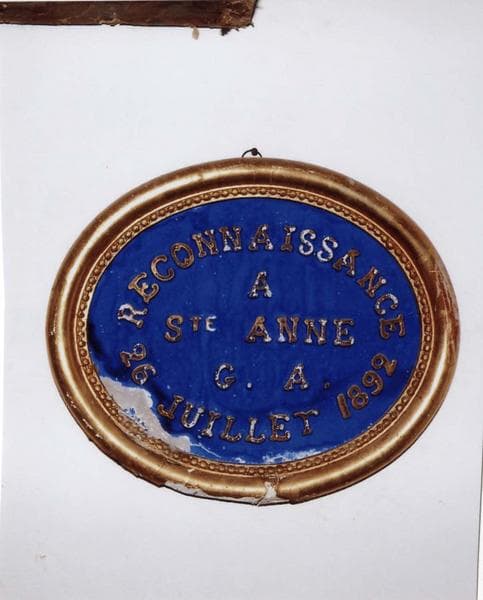 RECONNAISSANCE
A
STE ANNE
G. A.
26 JUILLET 1892